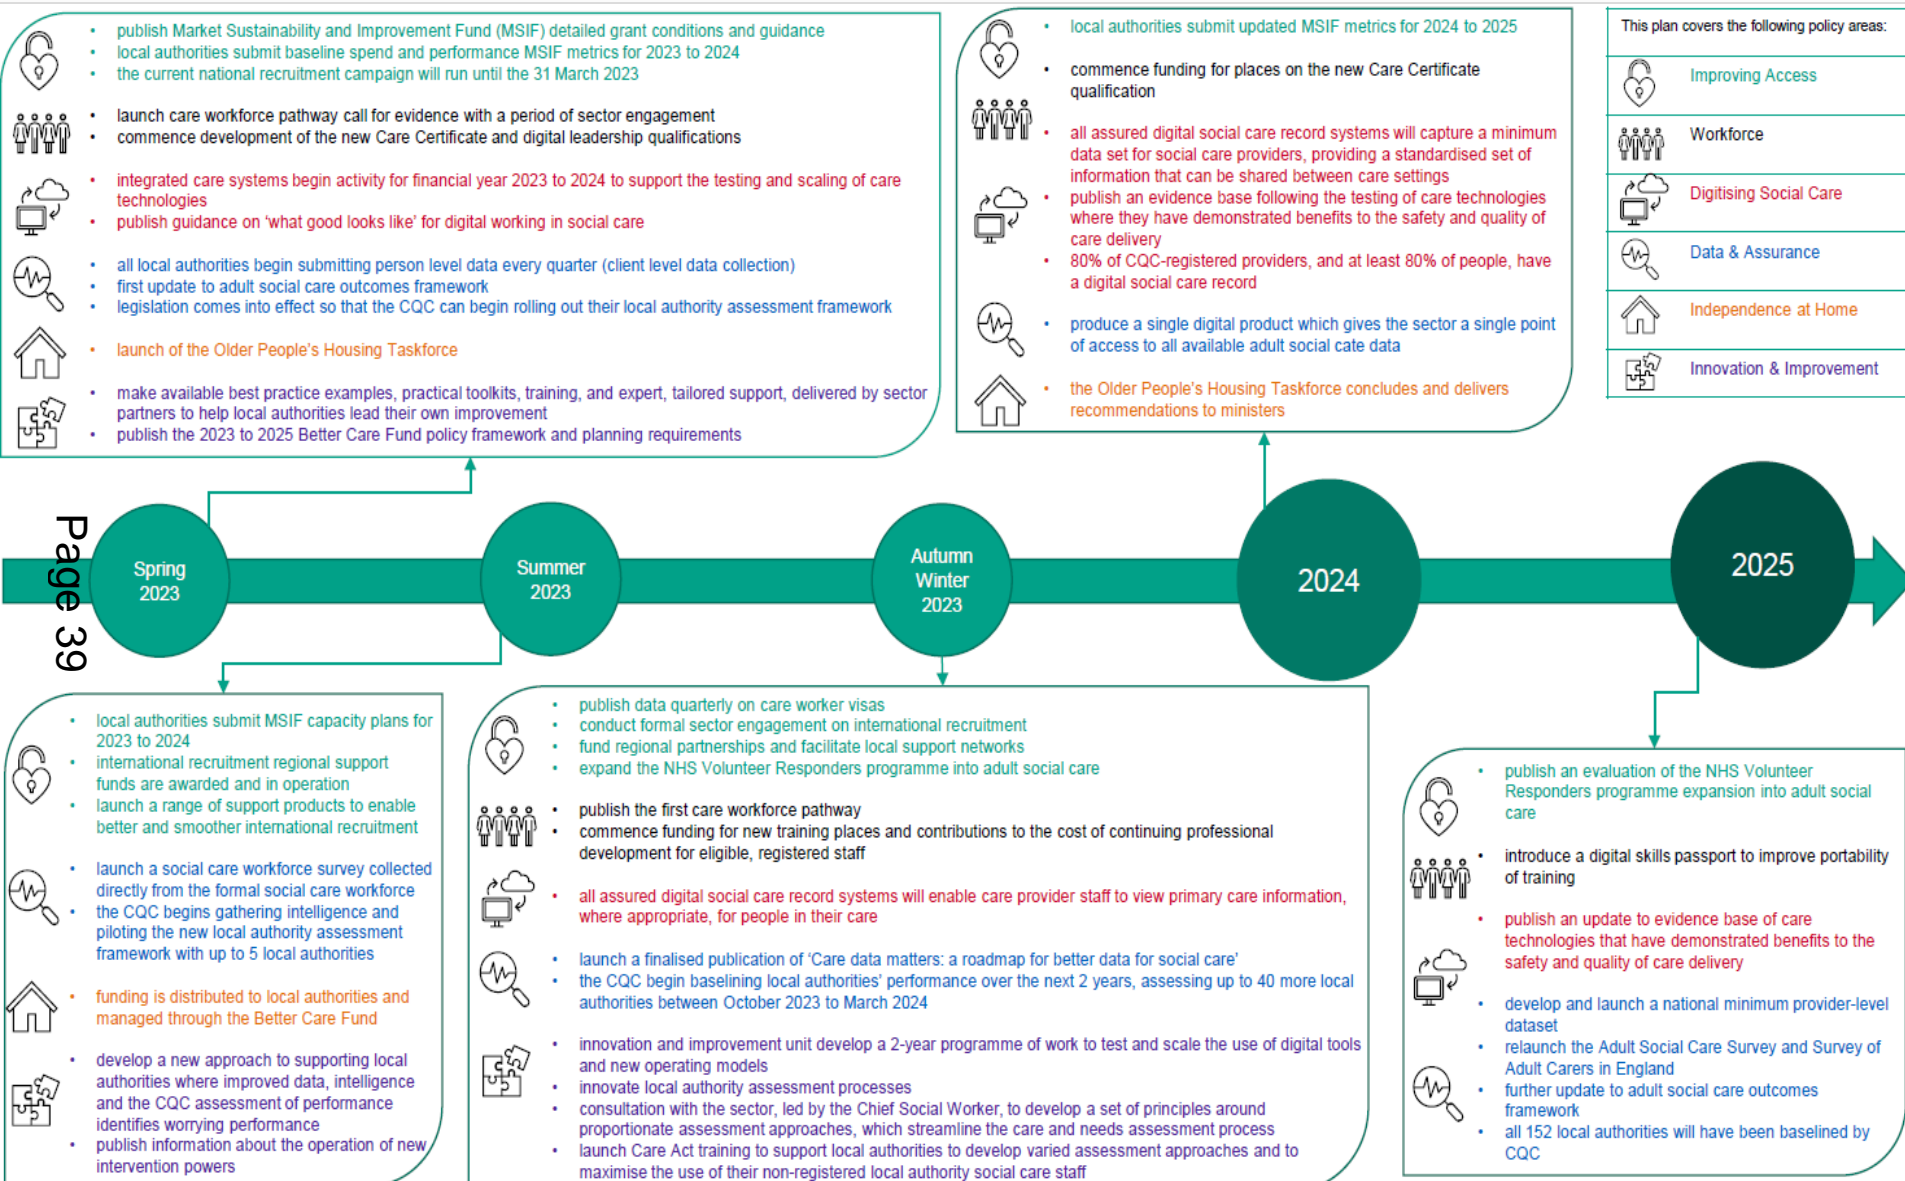 publish Market Sustainability and Improvement Fund (MSIF) detailed grant conditions and guidance
local authorities submit baseline spend and performance MSIF metrics for 2023 to 2024
the current national recruitment campaign will run until the 31 March 2023
launch care workforce pathway call for evidence with a period of sector engagement
commence development of the new Care Certificate and digital leadership qualifications
integrated care systems begin activity for financial year 2023 to 2024 to support the testing and scaling of care
technologies
publish guidance on ‘what good looks like’ for digital working in social care
all local authorities begin submitting person level data every quarter (client level data collection)
first update to adult social care outcomes framework
legislation comes into effect so that the CQC can begin rolling out their local authority assessment framework
launch of the Older People's Housing Taskforce
make available best practice examples, practical toolkits, training, and expert, tailored support, delivered by sector
partners to help local authorities lead their own improvement
publish the 2023 to 2025 Better Care Fund policy framework and planning requirements
local authorities submit updated MSIF metrics for 2024 to 2025
commence funding for places on the new Care Certificate
qualification
all assured digital social care record systems will capture a minimum
data set for social care providers, providing a standardised set of
information that can be shared between care settings
publish an evidence base following the testing of care technologies
where they have demonstrated benefits to the safety and quality of
care delivery
80% of CQC-registered providers, and at least 80% of people, have
a digital social care record
produce a single digital product which gives the sector a single point
of access to all available adult social cate data
the Older People's Housing Taskforce concludes and delivers
recommendations to ministers
This plan covers the following policy areas:
Improving Access
Workforce
Digitising Social Care
Data & Assurance
Independence at Home
Innovation & Improvement
Page 39
Spring
2023
Summer
2023
Autumn
Winter
2023
2024
2025
local authorities submit MSIF capacity plans for
2023 to 2024
international recruitment regional support
funds are awarded and in operation
launch a range of support products to enable
better and smoother international recruitment
launch a social care workforce survey collected
directly from the formal social care workforce
the CQC begins gathering intelligence and
piloting the new local authority assessment
framework with up to 5 local authorities
funding is distributed to local authorities and
managed through the Better Care Fund
develop a new approach to supporting local
authorities where improved data, intelligence
and the CQC assessment of performance
identifies worrying performance
publish information about the operation of new
intervention powers
publish data quarterly on care worker visas
conduct formal sector engagement on international recruitment
fund regional partnerships and facilitate local support networks
expand the NHS Volunteer Responders programme into adult social care
publish the first care workforce pathway
commence funding for new training places and contributions to the cost of continuing professional
development for eligible, registered staff
all assured digital social care record systems will enable care provider staff to view primary care information,
where appropriate, for people in their care
launch a finalised publication of ‘Care data matters: a roadmap for better data for social care’
the CQC begin baselining local authorities’ performance over the next 2 years, assessing up to 40 more local
authorities between October 2023 to March 2024
innovation and improvement unit develop a 2-year programme of work to test and scale the use of digital tools
and new operating models
innovate local authority assessment processes
consultation with the sector, led by the Chief Social Worker, to develop a set of principles around
proportionate assessment approaches, which streamline the care and needs assessment process
launch Care Act training to support local authorities to develop varied assessment approaches and to
maximise the use of their non-registered local authority social care staff
publish an evaluation of the NHS Volunteer
Responders programme expansion into adult social
care
introduce a digital skills passport to improve portability
of training
publish an update to evidence base of care
technologies that have demonstrated benefits to the
safety and quality of care delivery
develop and launch a national minimum provider-level
dataset
relaunch the Adult Social Care Survey and Survey of
Adult Carers in England
further update to adult social care outcomes
framework
all 152 local authorities will have been baselined by
CQC